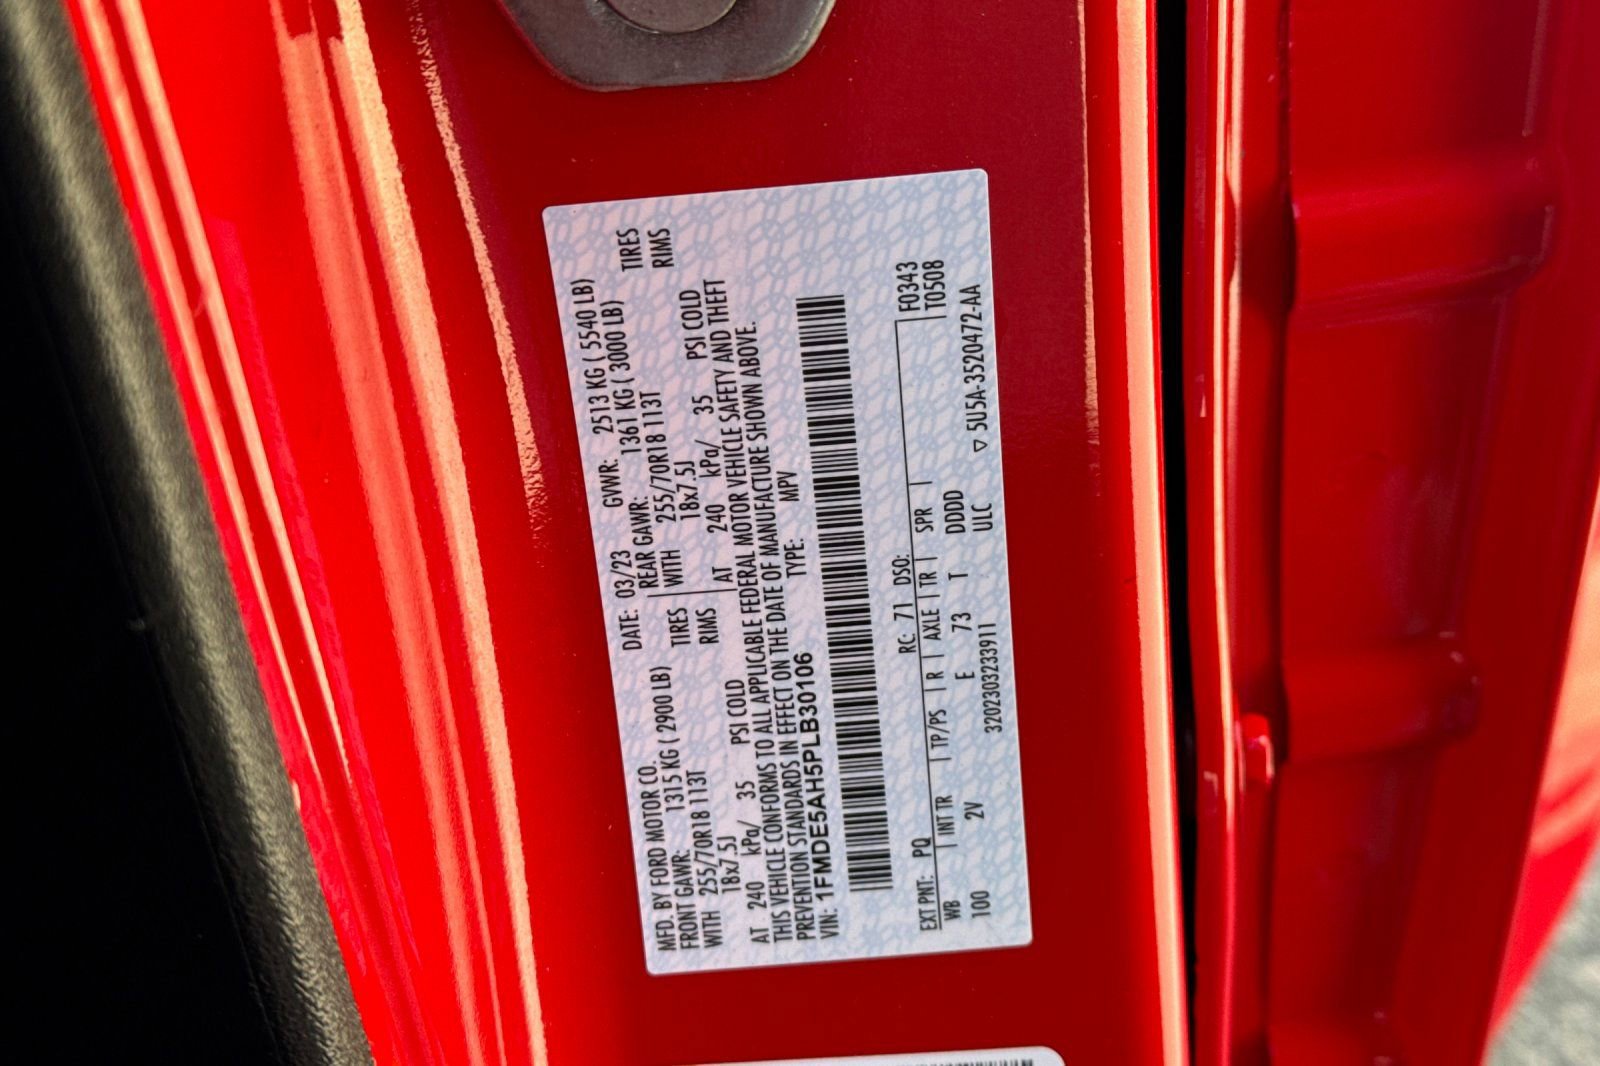 MFD. BY FORD MOTOR CO.
DATE: 03/23 GVWR: 2513 KG ( 5540 LB)
FRONT GAWR: 1315 KG ( 2900 LB) REAR GAWR: 1361 KG ( 3000 LB)
WITH 255/70R18 113T TIRES WITH 255/70R18 113T TIRES
18x7.5J RIMS 18x7.5J RIMS
AT 240 kPa/ 35 PSI COLD AT 240 kPa/ 35 PSI COLD
THIS VEHICLE CONFORMS TO ALL APPLICABLE FEDERAL MOTOR VEHICLE SAFETY AND THEFT
PREVENTION STANDARDS IN EFFECT ON THE DATE OF MANUFACTURE SHOWN ABOVE.
VIN: 1FMDE5AH5PLB30106 TYPE: MPV
EXT PNT: PQ RC: 71 DSO: F0343
WB INT TR TP/PS R AXLE TR SPR T0508
100 2V E 73 T DDDD
320230323391 1 ULC ▽ 5U5A-3520472-AA